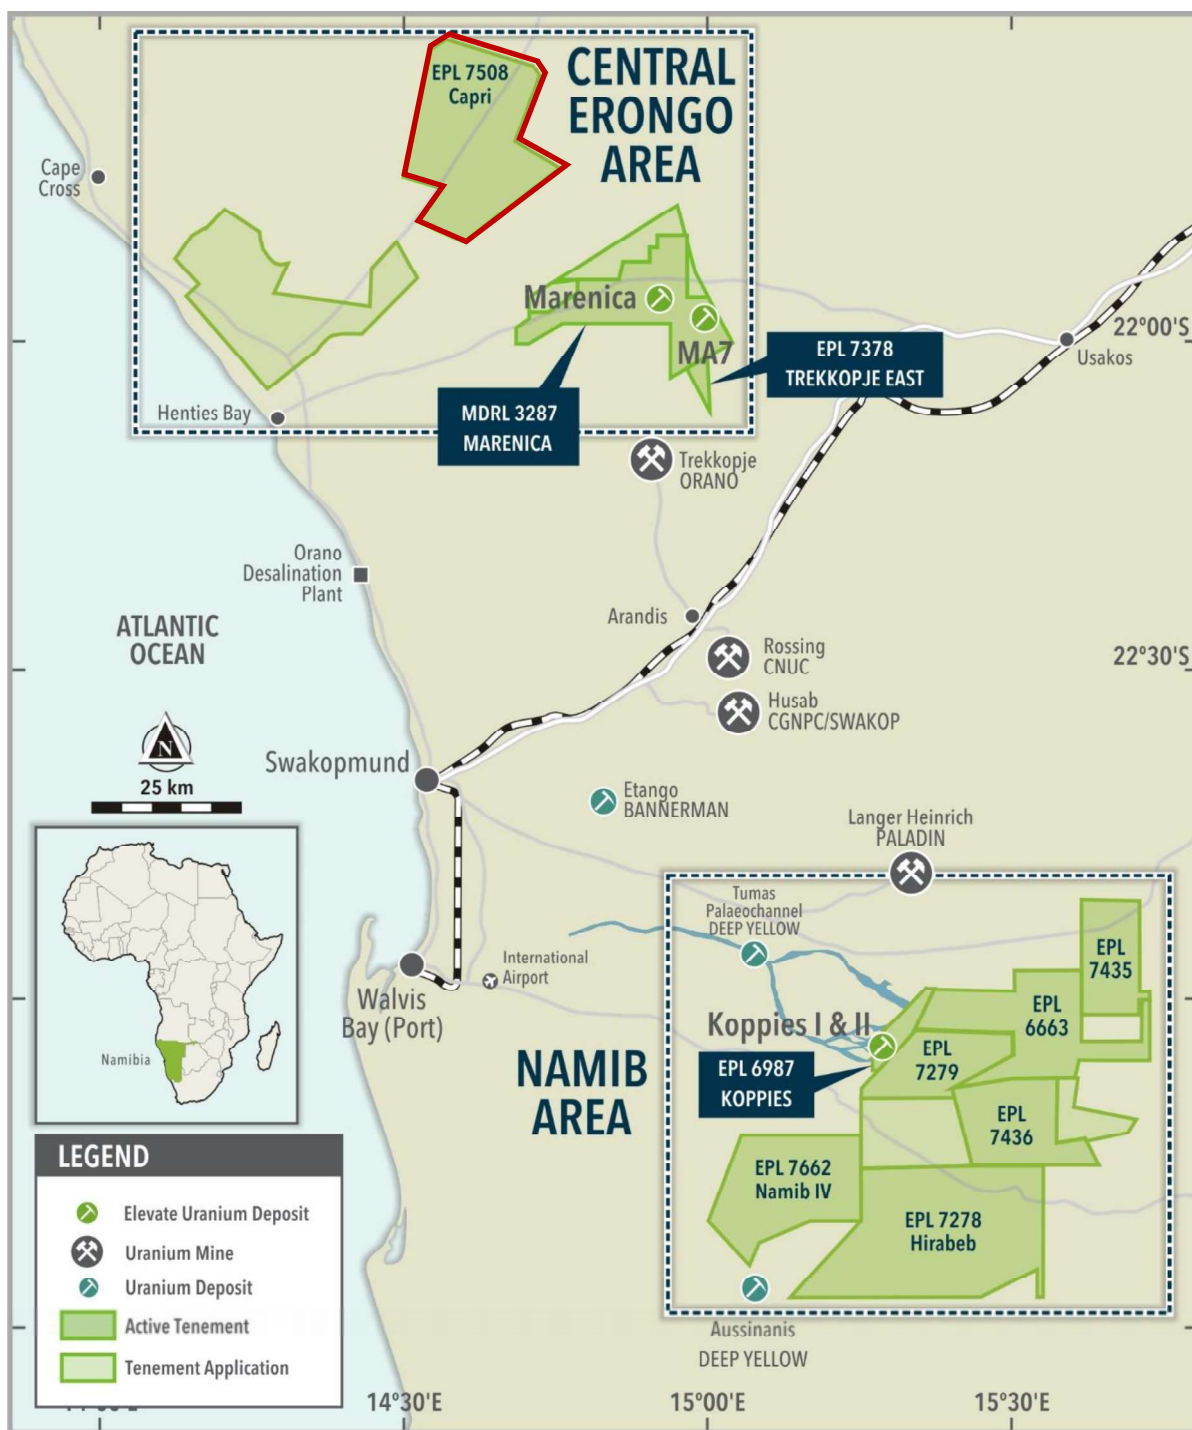 EPL 7508
Capri
CENTRAL
ERONGO
AREA
Cape
Cross
Marenica
MA7
22°00'S
EPL 7378
TREKKOPJE EAST
Usakos
MDRL 3287
MARENICA
Henties Bay
Trekkopje
ORANO
Orano
Desalination
Plant
Arandis
ATLANTIC
OCEAN
Rossing
CNUC
22°30'S
Husab
CGNPC/SWAKOP
N
25 km
Swakopmund
Etango
BANNERMAN
Langer Heinrich
PALADIN
Tumas
Palaeochannel
DEEP YELLOW
International
Airport
Walvis
Bay (Port)
EPL
7435
EPL
6663
Koppies I & II
EPL
7279
EPL 6987
KOPPIES
Namibia
NAMIB
AREA
EPL
7436
EPL 7662
Namib IV
EPL 7278
Hirabeb
LEGEND
Elevate Uranium Deposit
Uranium Mine
Uranium Deposit
Active Tenement
Tenement Application
Aussinanis
DEEP YELLOW
14°30'E
15°00'E
15°30'E